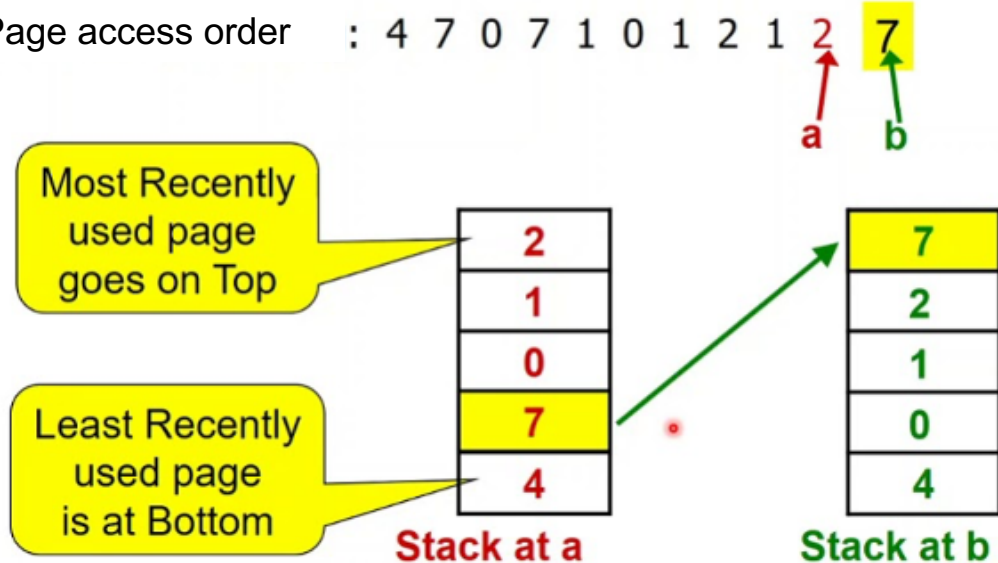 Page access order : 4 7 0 7 1 0 1 2 1 2 7
a b
Most Recently
used page
goes on Top
2
1
0
7
4
7
2
1
0
4
Least Recently
used page
is at Bottom
Stack at a
Stack at b